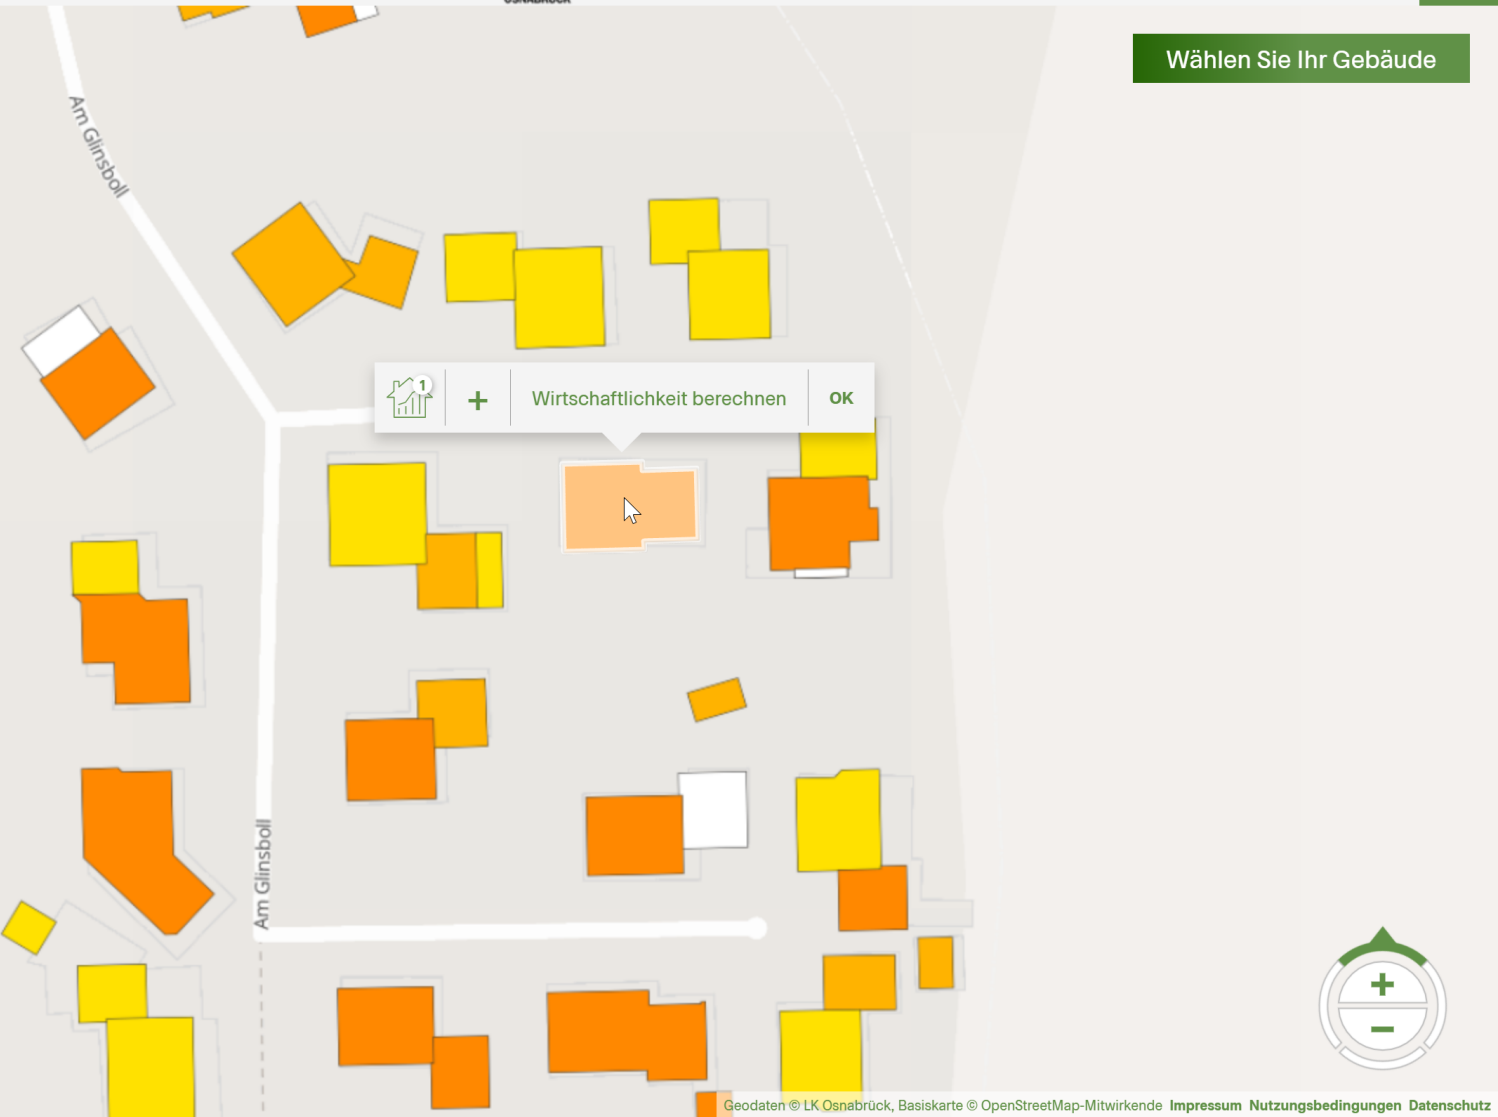 OSNABRÜCK
Wählen Sie Ihr Gebäude
Am Glinsboll
1
+
Wirtschaftlichkeit berechnen
OK
Am Glinsboll
+
−
Geodaten © LK Osnabrück, Basiskarte © OpenStreetMap-Mitwirkende Impressum Nutzungsbedingungen Datenschutz